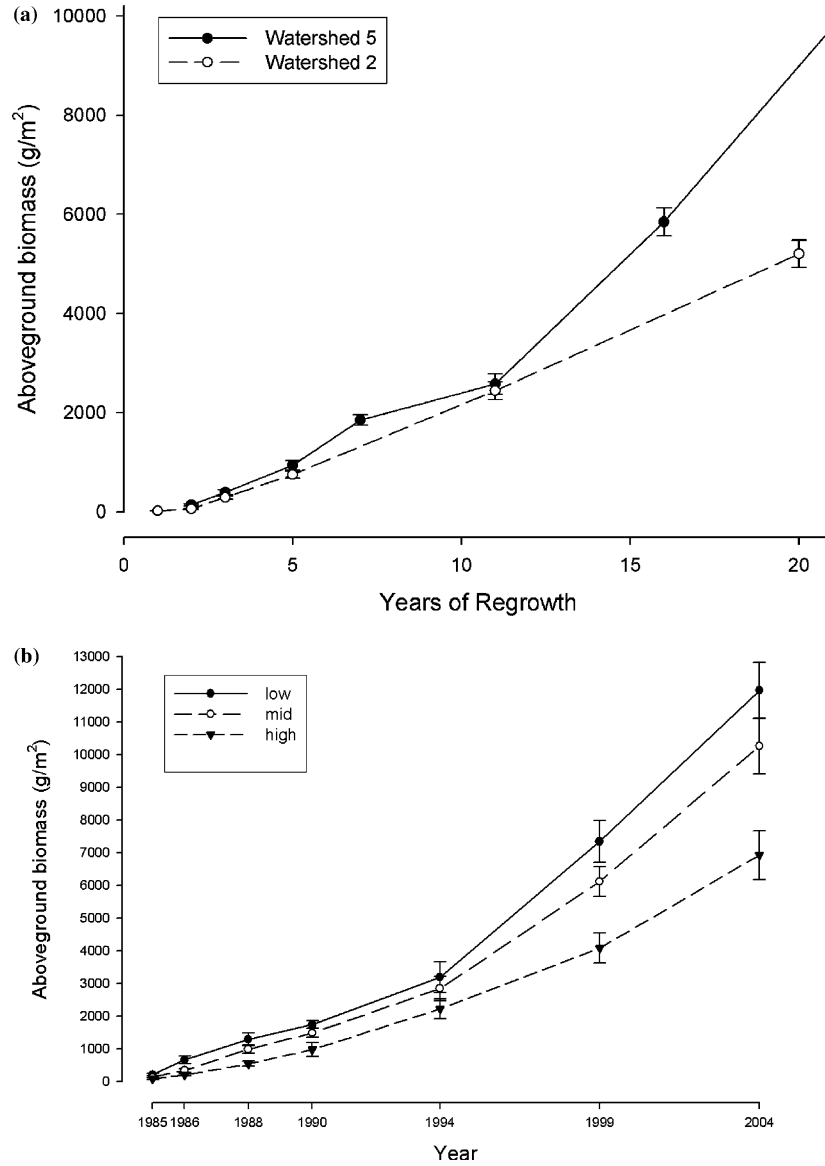 (a)
Watershed 5
Watershed 2
10000
8000
6000
4000
2000
0
Aboveground biomass (g/m²)
0 5 10 15 20
Years of Regrowth
(b)
low
mid
high
13000
12000
11000
10000
9000
8000
7000
6000
5000
4000
3000
2000
1000
0
Aboveground biomass (g/m²)
1985 1986 1988 1990 1994 1999 2004
Year